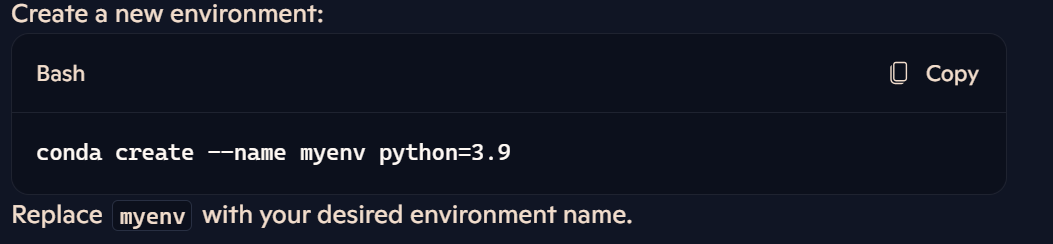 Create a new environment:
Bash
Copy
conda create --name myenv python=3.9
Replace myenv with your desired environment name.